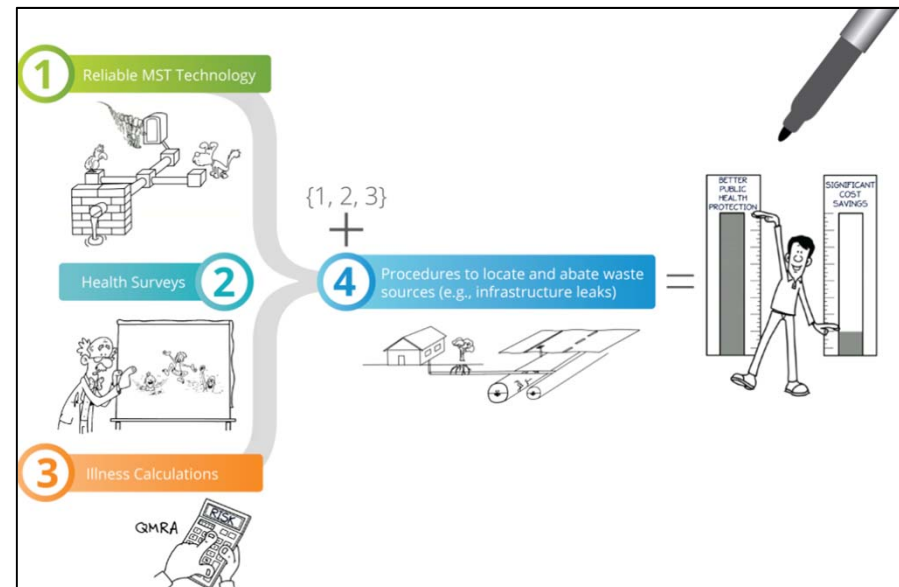 1
Reliable MST Technology
{1, 2, 3}
+
Health Surveys
2
4
Procedures to locate and abate waste
sources (e.g., infrastructure leaks)
=
BETTER
PUBLIC
HEALTH
PROTECTION
SIGNIFICANT
COST
SAVINGS
3
Illness Calculations
QMRA
RISK